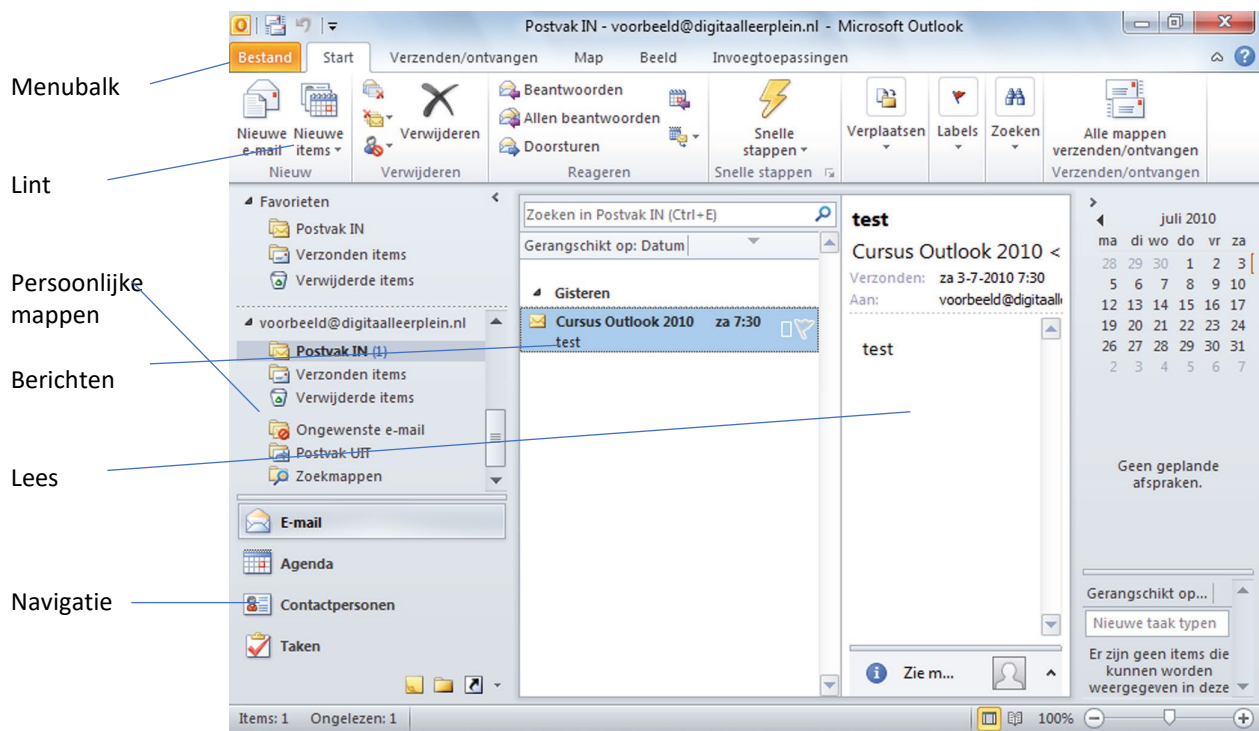 Postvak IN - voorbeeld@digitaalleerplein.nl - Microsoft Outlook
Bestand Start Verzenden/ontvangen Map Beeld Invoegtoepassingen
Menubalk
Nieuwe e-mail
Nieuwe items
Verwijderen
Beantwoorden
Allen beantwoorden
Doorsturen
Snelle stappen
Verplaatsen
Labels
Zoeken
Alle mappen verzenden/ontvangen
Nieuw Verwijderen Reageren Snelle stappen Verzenden/ontvangen
Lint
Favorieten
Postvak IN
Verzonden items
Verwijderde items
Persoonlijke
mappen
voorbeeld@digitaalleerplein.nl
Postvak IN (1)
Verzonden items
Verwijderde items
Ongewenste e-mail
Postvak UIT
Zoekmappen
Berichten
Lees
E-mail
Agenda
Contactpersonen
Taken
Navigatie
Zoeken in Postvak IN (Ctrl+E)
Gerangschikt op: Datum
Gisteren
Cursus Outlook 2010 za 7:30
test
test
Cursus Outlook 2010 <
Verzonden: za 3-7-2010 7:30
Aan: voorbeeld@digitaall
test
Zie m...
juli 2010
ma di wo do vr za
28 29 30 1 2 3
5 6 7 8 9 10
12 13 14 15 16 17
19 20 21 22 23 24
26 27 28 29 30 31
2 3 4 5 6 7
Geen geplande
afspraken.
Gerangschikt op...
Nieuwe taak typen
Er zijn geen items die
kunnen worden
weergegeven in deze
Items: 1 Ongelezen: 1
100%